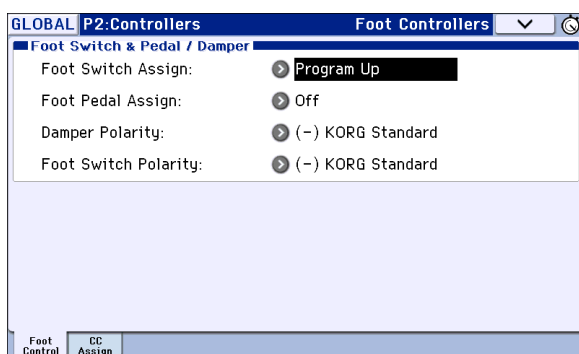 GLOBAL P2:Controllers Foot Controllers
Foot Switch & Pedal / Damper
Foot Switch Assign: Program Up
Foot Pedal Assign: Off
Damper Polarity: (-) KORG Standard
Foot Switch Polarity: (-) KORG Standard
Foot Control
CC Assign